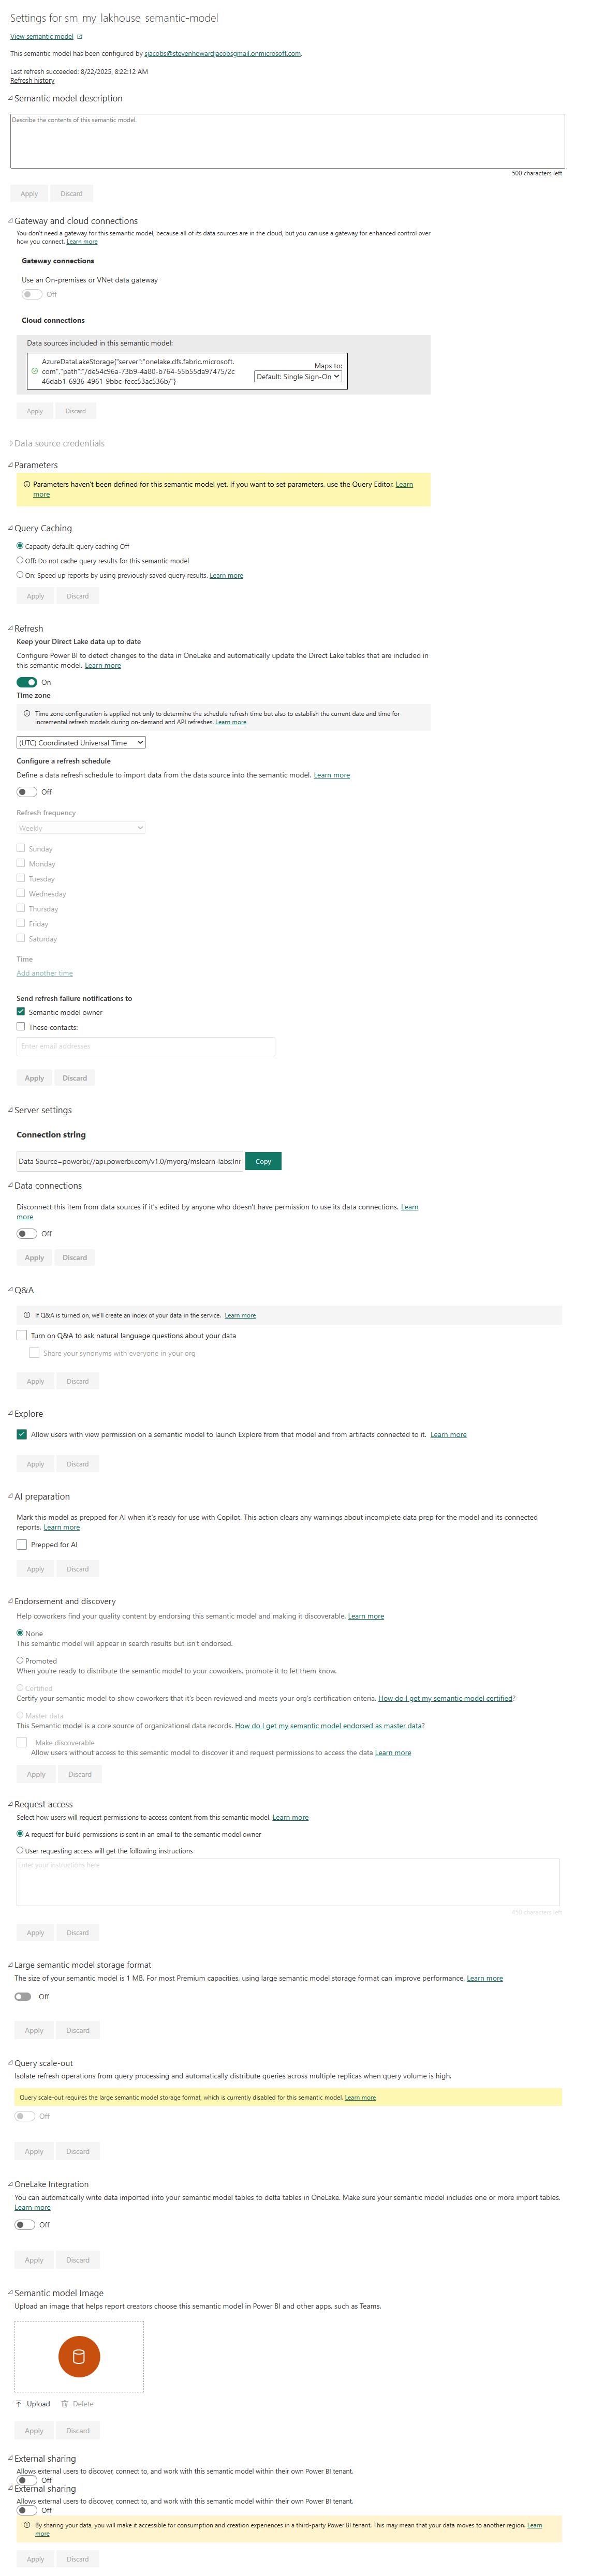 Settings for sm_my_lakhouse_semantic-model
View semantic model
This semantic model has been configured by sjacobs@stevenhowardjacobsgmail.onmicrosoft.com.
Last refresh succeeded: 8/22/2025, 8:22:12 AM
Refresh history
Semantic model description
Describe the contents of this semantic model.
500 characters left
Apply Discard
Gateway and cloud connections
You don't need a gateway for this semantic model, because all of its data sources are in the cloud, but you can use a gateway for enhanced control over
how you connect. Learn more
Gateway connections
Use an On-premises or VNet data gateway
Off
Cloud connections
Data sources included in this semantic model:
AzureDataLakeStorage{"server":"onelake.dfs.fabric.microsoft.
com","path":"/de54c96a-73b9-4a80-b764-55b55da97475/2c
46dab1-6936-4961-9bbc-fecc53ac536b/"}
Maps to:
Default: Single Sign-On
Apply Discard
Data source credentials
Parameters
Parameters haven't been defined for this semantic model yet. If you want to set parameters, use the Query Editor. Learn
more
Query Caching
Capacity default: query caching Off
Off: Do not cache query results for this semantic model
On: Speed up reports by using previously saved query results. Learn more
Apply Discard
Refresh
Keep your Direct Lake data up to date
Configure Power BI to detect changes to the data in OneLake and automatically update the Direct Lake tables that are included in
this semantic model. Learn more
On
Time zone
Time zone configuration is applied not only to determine the schedule refresh time but also to establish the current date and time for
incremental refresh models during on-demand and API refreshes. Learn more
(UTC) Coordinated Universal Time
Configure a refresh schedule
Define a data refresh schedule to import data from the data source into the semantic model. Learn more
Off
Refresh frequency
Weekly
Sunday
Monday
Tuesday
Wednesday
Thursday
Friday
Saturday
Time
Add another time
Send refresh failure notifications to
Semantic model owner
These contacts:
Enter email addresses
Apply Discard
Server settings
Connection string
Data Source=powerbi://api.powerbi.com/v1.0/myorg/mslearn-labs;Ini
Copy
Data connections
Disconnect this item from data sources if it's edited by anyone who doesn't have permission to use its data connections. Learn
more
Off
Apply Discard
Q&A
If Q&A is turned on, we'll create an index of your data in the service. Learn more
Turn on Q&A to ask natural language questions about your data
Share your synonyms with everyone in your org
Apply Discard
Explore
Allow users with view permission on a semantic model to launch Explore from that model and from artifacts connected to it. Learn more
Apply Discard
AI preparation
Mark this model as prepped for AI when it's ready for use with Copilot. This action clears any warnings about incomplete data prep for the model and its connected
reports. Learn more
Prepped for AI
Apply Discard
Endorsement and discovery
Help coworkers find your quality content by endorsing this semantic model and making it discoverable. Learn more
None
This semantic model will appear in search results but isn't endorsed.
Promoted
When you're ready to distribute the semantic model to your coworkers, promote it to let them know.
Certified
Certify your semantic model to show coworkers that it's been reviewed and meets your org's certification criteria. How do I get my semantic model certified?
Master data
This Semantic model is a core source of organizational data records. How do I get my semantic model endorsed as master data?
Make discoverable
Allow users without access to this semantic model to discover it and request permissions to access the data Learn more
Apply Discard
Request access
Select how users will request permissions to access content from this semantic model. Learn more
A request for build permissions is sent in an email to the semantic model owner
User requesting access will get the following instructions
Enter your instructions here
450 characters left
Apply Discard
Large semantic model storage format
The size of your semantic model is 1 MB. For most Premium capacities, using large semantic model storage format can improve performance. Learn more
Off
Apply Discard
Query scale-out
Isolate refresh operations from query processing and automatically distribute queries across multiple replicas when query volume is high.
Query scale-out requires the large semantic model storage format, which is currently disabled for this semantic model. Learn more
Off
Apply Discard
OneLake Integration
You can automatically write data imported into your semantic model tables to delta tables in OneLake. Make sure your semantic model includes one or more import tables.
Learn more
Off
Apply Discard
Semantic model Image
Upload an image that helps report creators choose this semantic model in Power BI and other apps, such as Teams.
Upload Delete
Apply Discard
External sharing
Allows external users to discover, connect to, and work with this semantic model within their own Power BI tenant.
Off
External sharing
Allows external users to discover, connect to, and work with this semantic model within their own Power BI tenant.
Off
By sharing your data, you will make it accessible for consumption and creation experiences in a third-party Power BI tenant. This may mean that your data moves to another region. Learn
more
Apply Discard